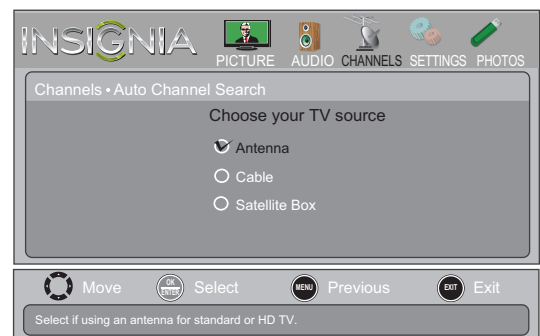 INSIGNIA
PICTURE AUDIO CHANNELS SETTINGS PHOTOS
Channels • Auto Channel Search
Choose your TV source
Antenna
Cable
Satellite Box
Move OK ENTER Select MENU Previous EXIT Exit
Select if using an antenna for standard or HD TV.